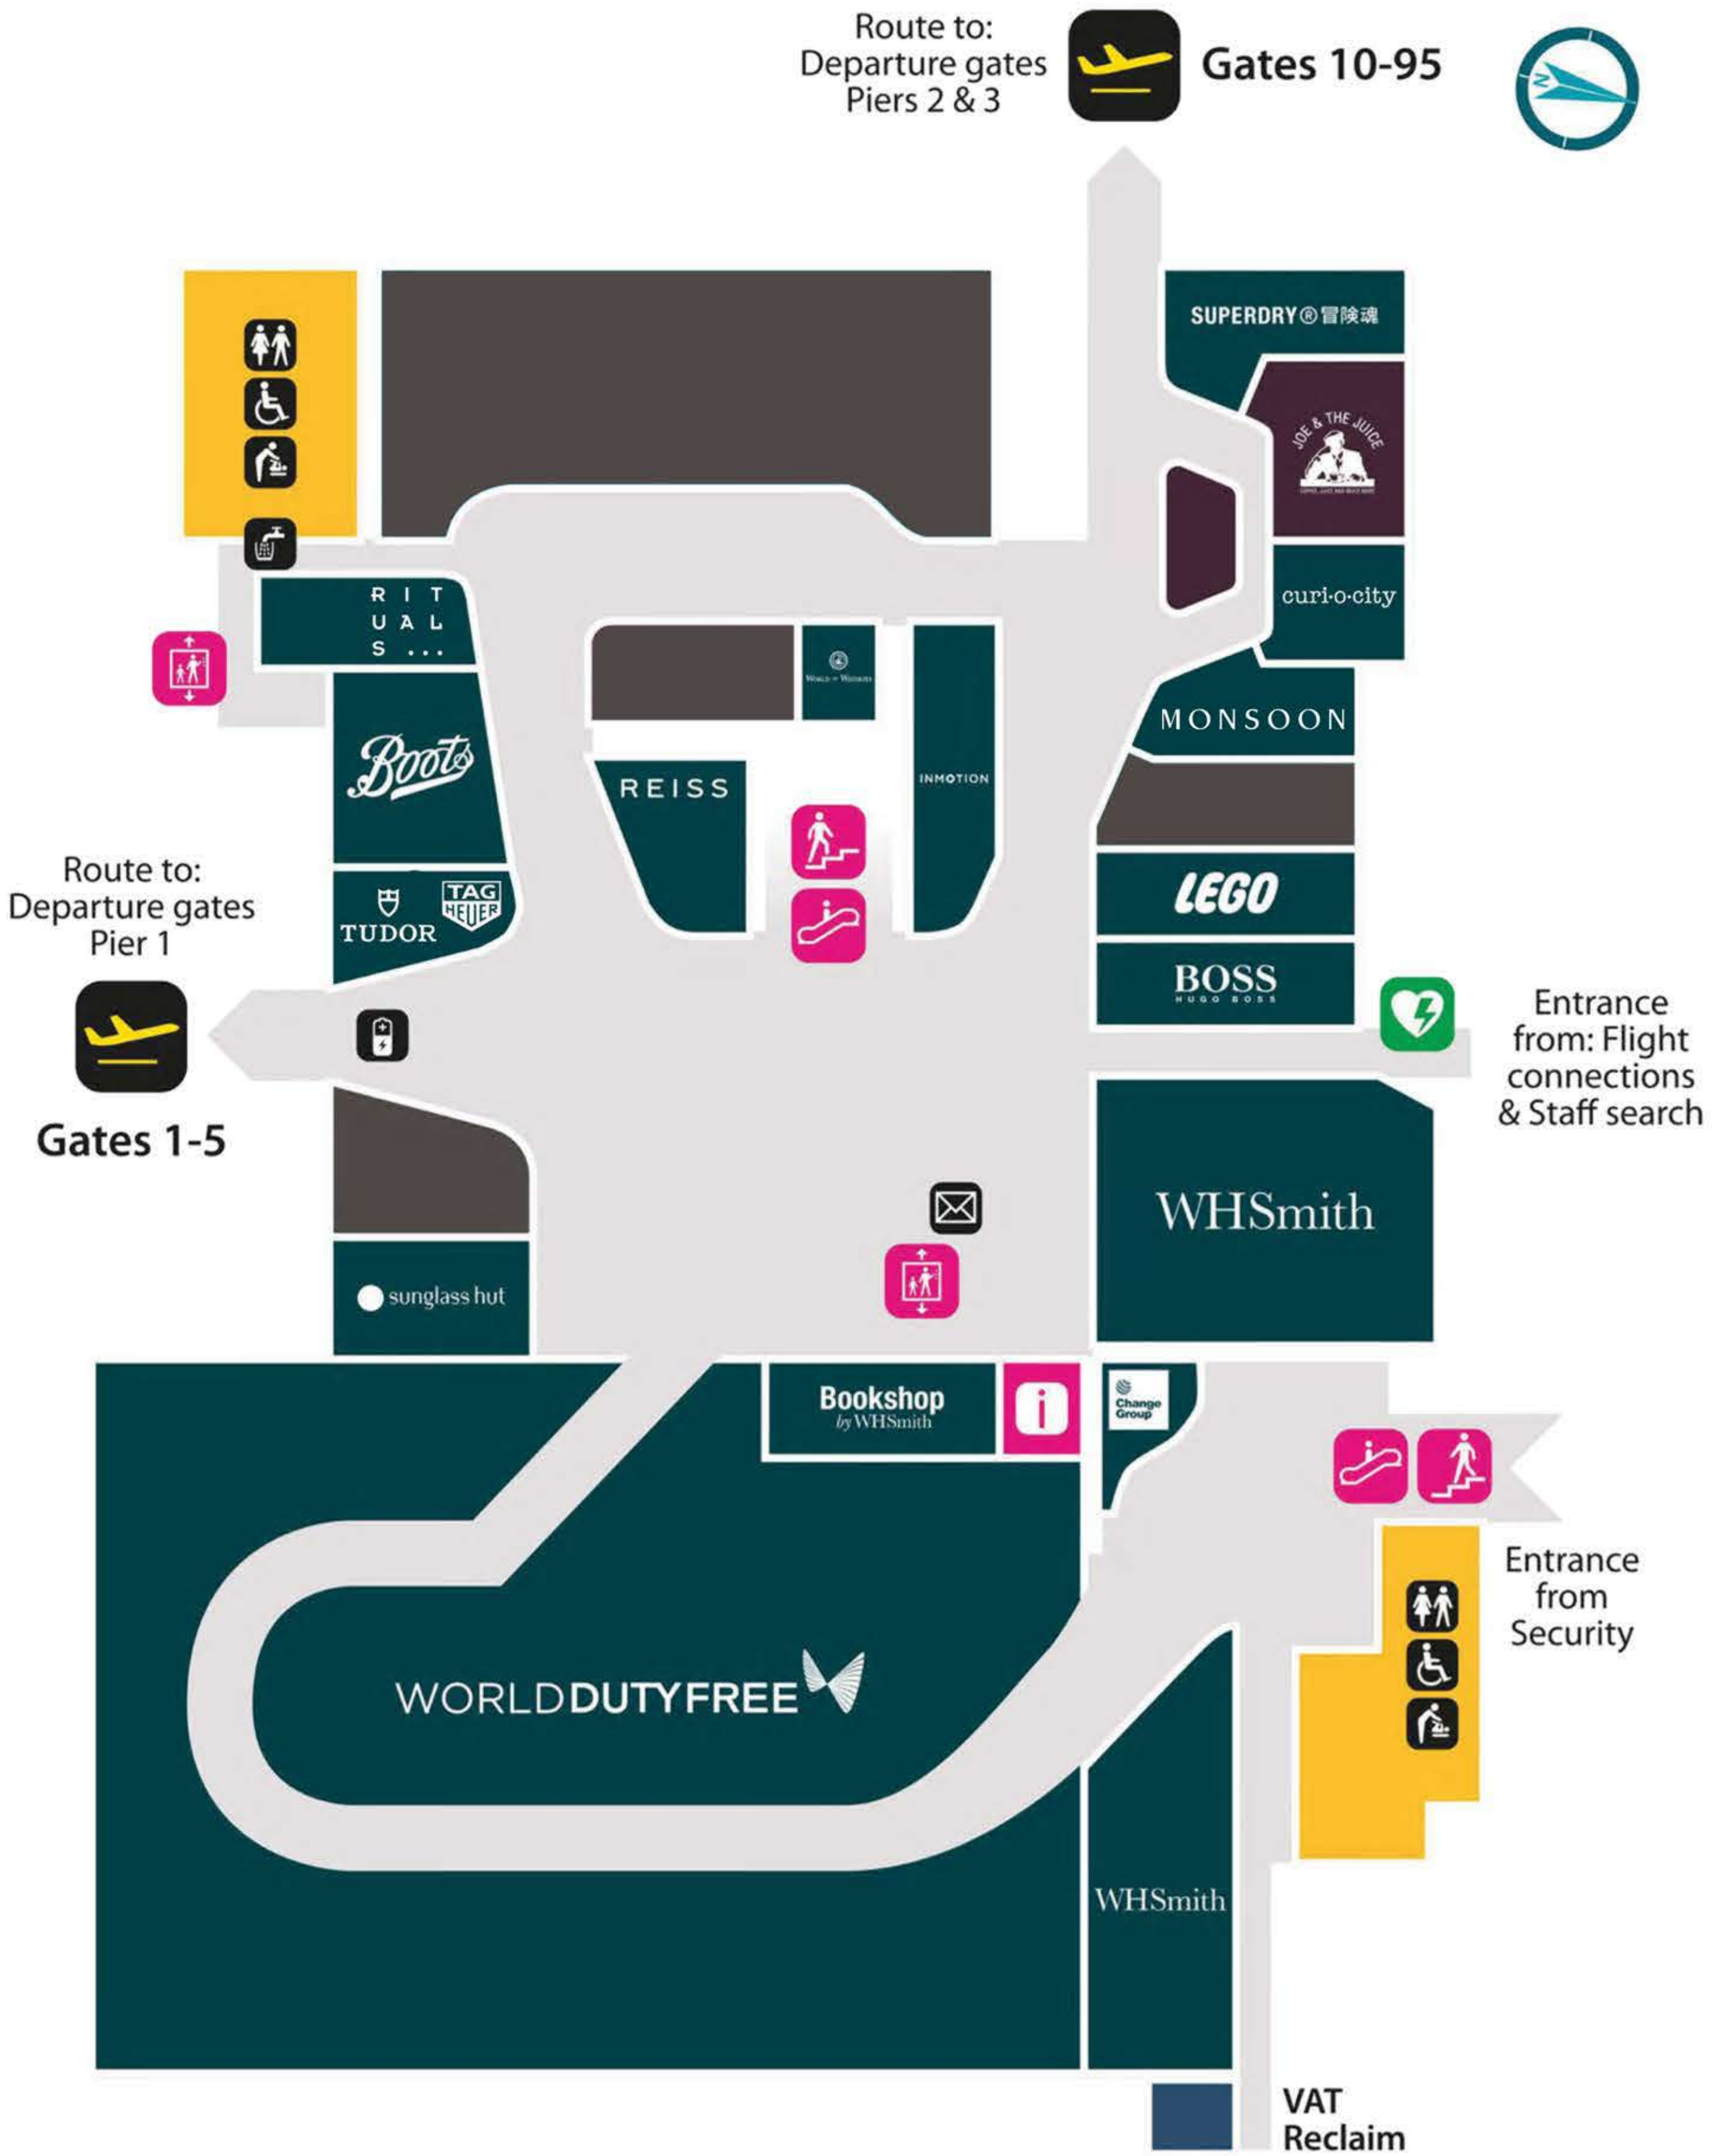 Route to:
Departure gates
Piers 2 & 3
Gates 10-95
N
SUPERDRY®冒険魂
JOE & THE JUICE
curi·o·city
R I T
U A L
S ...
WORLD OF WHISKIES
INMOTION
MONSOON
Boots
REISS
LEGO
TUDOR
TAG
HEUER
BOSS
HUGO BOSS
Route to:
Departure gates
Pier 1
Gates 1-5
Entrance
from: Flight
connections
& Staff search
WHSmith
sunglass hut
Bookshop
by WHSmith
i
Change
Group
Entrance
from
Security
WORLDDUTYFREE
WHSmith
VAT
Reclaim